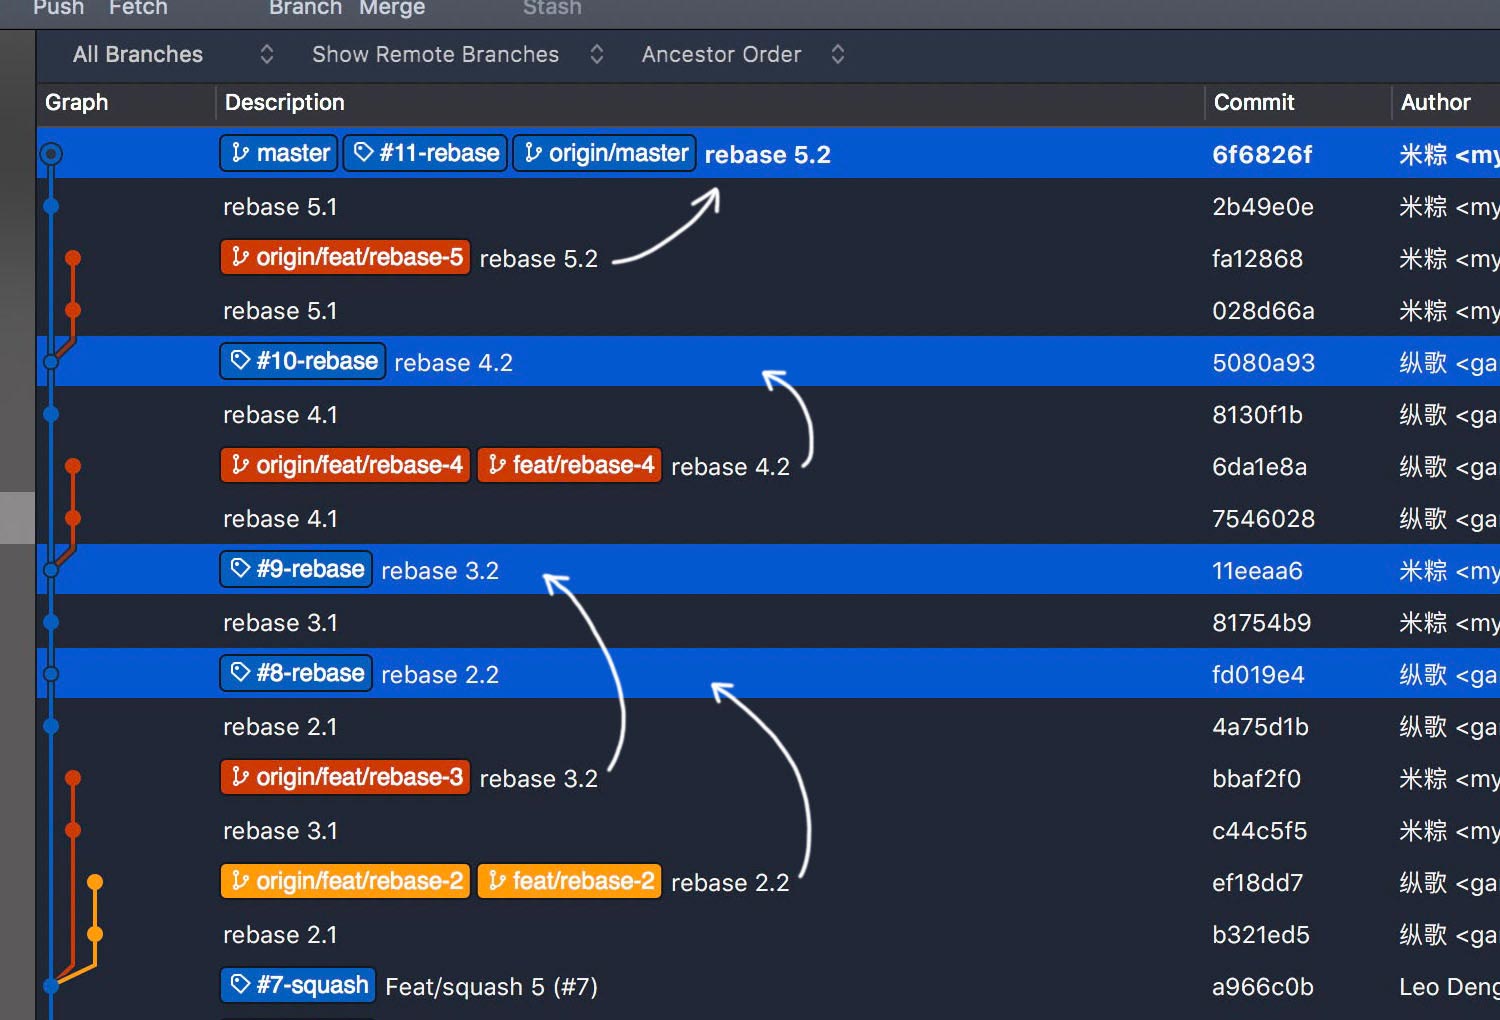 Push Fetch Branch Merge Stash
All Branches Show Remote Branches Ancestor Order
Graph Description Commit Author
master #11-rebase origin/master rebase 5.2 6f6826f 米粽 <my
rebase 5.1 2b49e0e 米粽 <my
origin/feat/rebase-5 rebase 5.2 fa12868 米粽 <my
rebase 5.1 028d66a 米粽 <my
#10-rebase rebase 4.2 5080a93 纵歌 <ga
rebase 4.1 8130f1b 纵歌 <ga
origin/feat/rebase-4 feat/rebase-4 rebase 4.2 6da1e8a 纵歌 <ga
rebase 4.1 7546028 纵歌 <ga
#9-rebase rebase 3.2 11eeaa6 米粽 <my
rebase 3.1 81754b9 米粽 <my
#8-rebase rebase 2.2 fd019e4 纵歌 <ga
rebase 2.1 4a75d1b 纵歌 <ga
origin/feat/rebase-3 rebase 3.2 bbaf2f0 米粽 <my
rebase 3.1 c44c5f5 米粽 <my
origin/feat/rebase-2 feat/rebase-2 rebase 2.2 ef18dd7 纵歌 <ga
rebase 2.1 b321ed5 纵歌 <ga
#7-squash Feat/squash 5 (#7) a966c0b Leo Deng